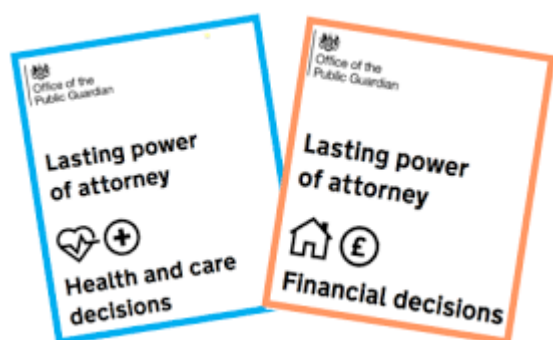 Office of the
Public Guardian
Lasting power
of attorney
Health and care
decisions
Office of the
Public Guardian
Lasting power
of attorney
£
Financial decisions